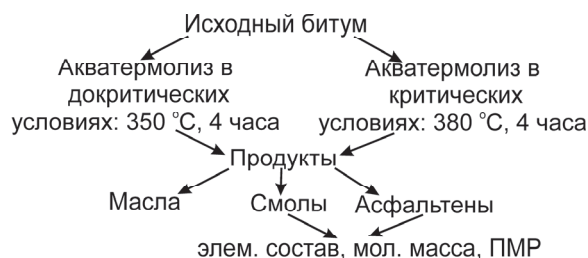 Исходный битум
Акватермолиз в
докритических
условиях: 350 °С, 4 часа
Акватермолиз в
критических
условиях: 380 °С, 4 часа
Продукты
Масла
Смолы
Асфальтены
элем. состав, мол. масса, ПМР